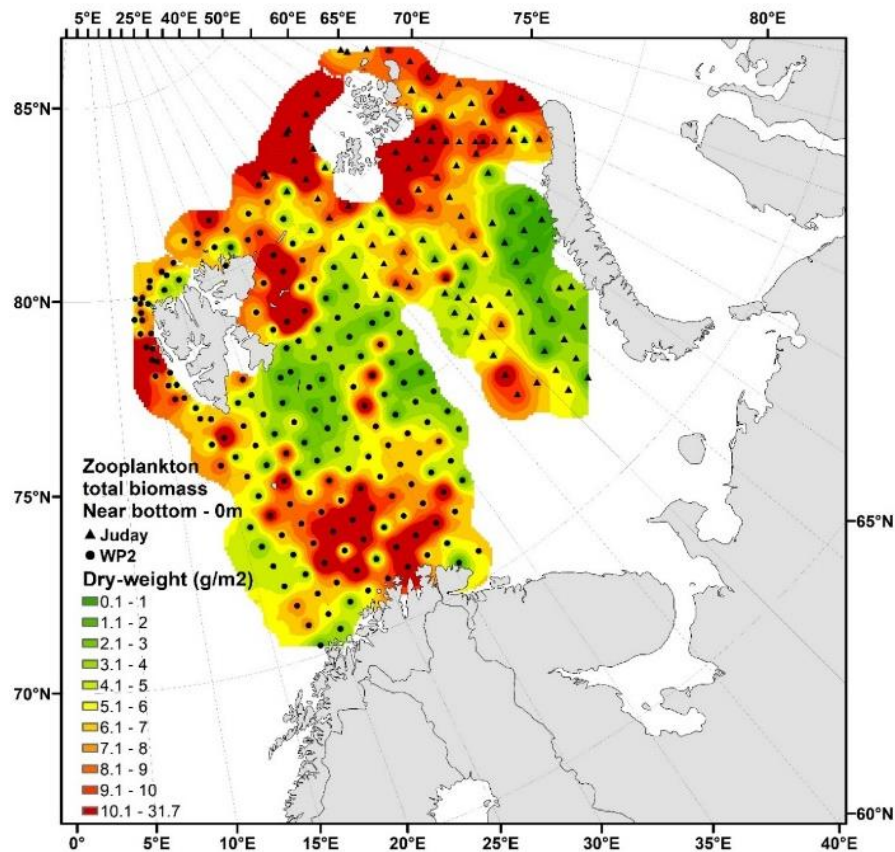 5°E 25°E 40°E 50°E 60°E 65°E 70°E 75°E 80°E
85°N
80°N
75°N
70°N
65°N
60°N
Zooplankton
total biomass
Near bottom - 0m
Juday
WP2
Dry-weight (g/m2)
0.1 - 1
1.1 - 2
2.1 - 3
3.1 - 4
4.1 - 5
5.1 - 6
6.1 - 7
7.1 - 8
8.1 - 9
9.1 - 10
10.1 - 31.7
0° 5°E 10°E 15°E 20°E 25°E 30°E 35°E 40°E